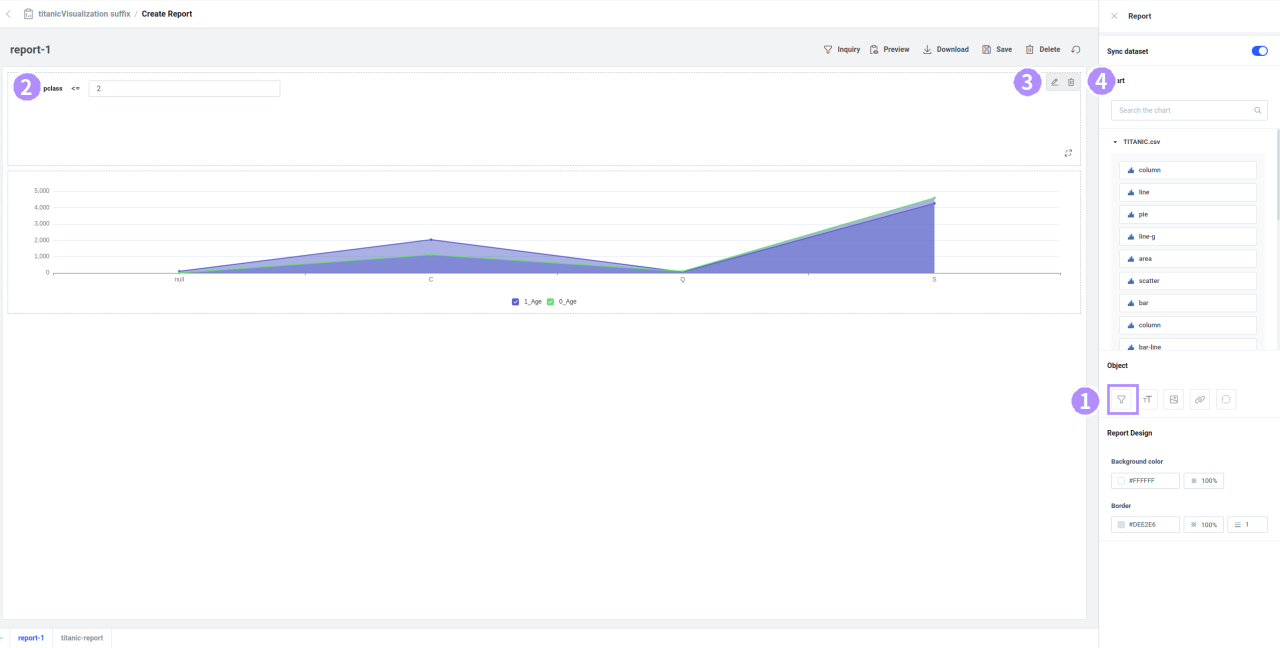 titanicVisualization suffix / Create Report
Report
report-1
Inquiry Preview Download Save Delete
Sync dataset
2 pclass <= 2
3
4 art
Search the chart
TITANIC.csv
column
line
pie
line-g
area
scatter
bar
column
bar-line
5,000
4,000
3,000
2,000
1,000
0
null C Q S
1_Age 0_Age
Object
1
TT
Report Design
Background color
#FFFFFF 100%
Border
#DEE2E6 100% 1
report-1 titanic-report